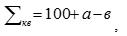 ∑кв = 100 + a – в ,